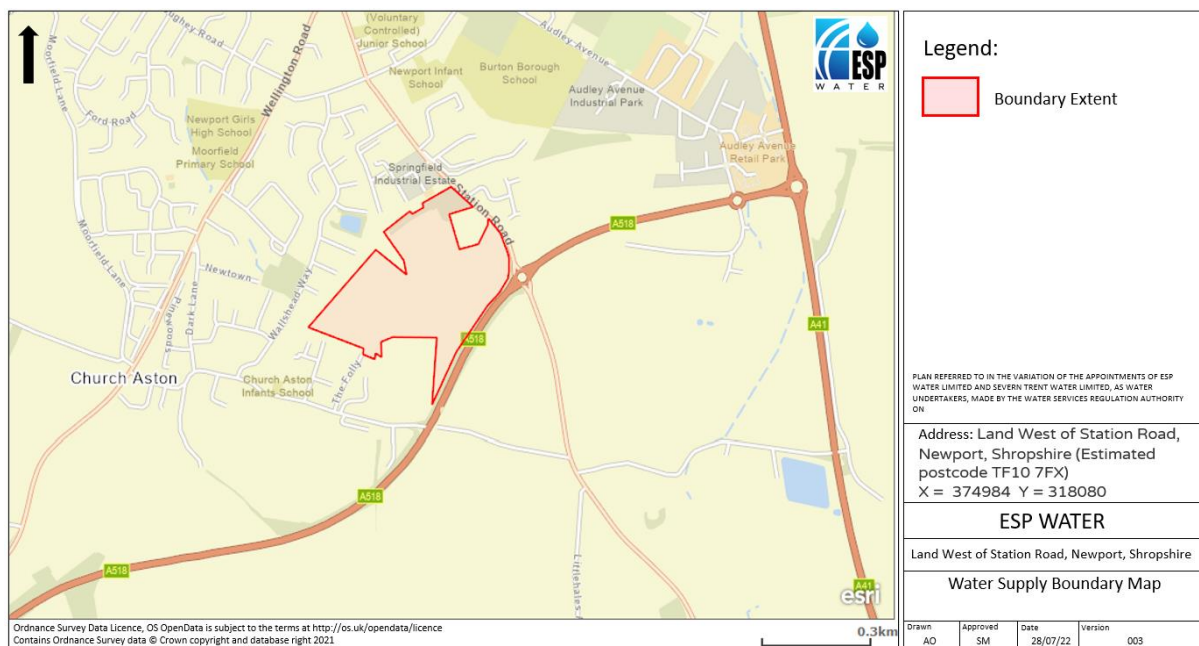 (Voluntary
Controlled)
Junior School
Audley Avenue
Moorfield Lane
Wellington Road
Newport Infant
School
Burton Borough
School
ESP
WATER
Ford Road
Audley Avenue
Industrial Park
Newport Girls
High School
Moorfield
Primary School
Audley Avenue
Retail Park
Springfield
Industrial Estate
Station Road
A518
Moorfield Lane
Newtown
Wallshead Way
Pinewoods
Dark Lane
A518
A41
Church Aston
Church Aston
Infants School
The Folly
A518
A518
Littlehales
A41
esri
Ordnance Survey Data Licence, OS OpenData is subject to the terms at http://os.uk/opendata/licence
Contains Ordnance Survey data © Crown copyright and database right 2021
0.3km
Legend:
Boundary Extent
PLAN REFERRED TO IN THE VARIATION OF THE APPOINTMENTS OF ESP
WATER LIMITED AND SEVERN TRENT WATER LIMITED, AS WATER
UNDERTAKERS, MADE BY THE WATER SERVICES REGULATION AUTHORITY
ON
Address: Land West of Station Road,
Newport, Shropshire (Estimated
postcode TF10 7FX)
X = 374984 Y = 318080
ESP WATER
Land West of Station Road, Newport, Shropshire
Water Supply Boundary Map
Drawn Approved Date Version
AO SM 28/07/22 003